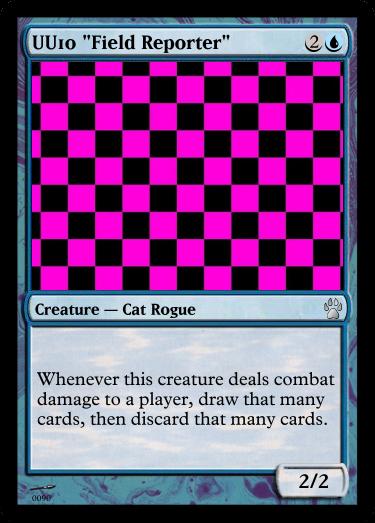 UU10 "Field Reporter" 2
Creature — Cat Rogue
Whenever this creature deals combat
damage to a player, draw that many
cards, then discard that many cards.
2/2
0090